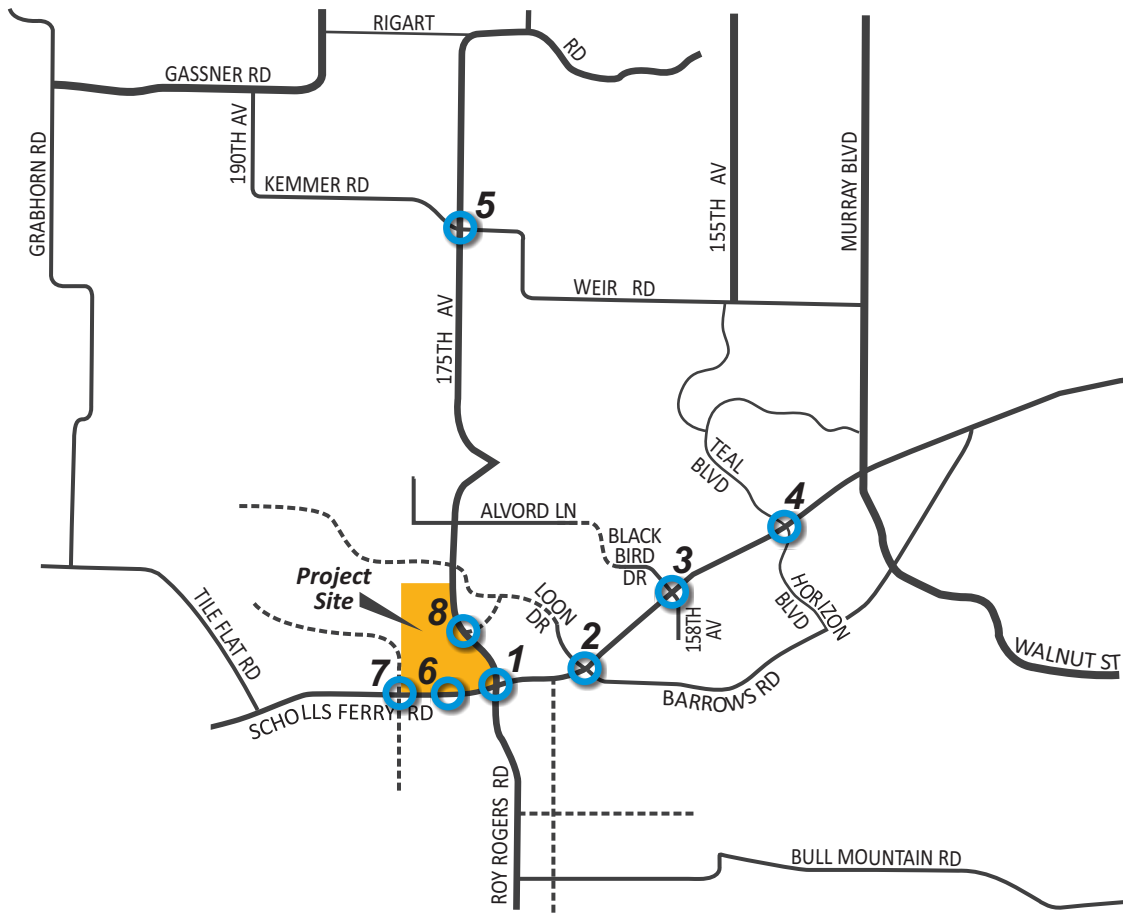 RIGART
RD
GASSNER RD
190TH AV
GRABHORN RD
KEMMER RD
5
155TH AV
MURRAY BLVD
WEIR RD
175TH AV
TEAL
BLVD
4
ALVORD LN
BLACK
BIRD
DR
3
Project
Site
LOON
DR
HORIZON
BLVD
158TH
AV
TILE FLAT RD
8
2
1
7
6
WALNUT ST
BARROWS RD
SCHOLLS FERRY RD
ROY ROGERS RD
BULL MOUNTAIN RD